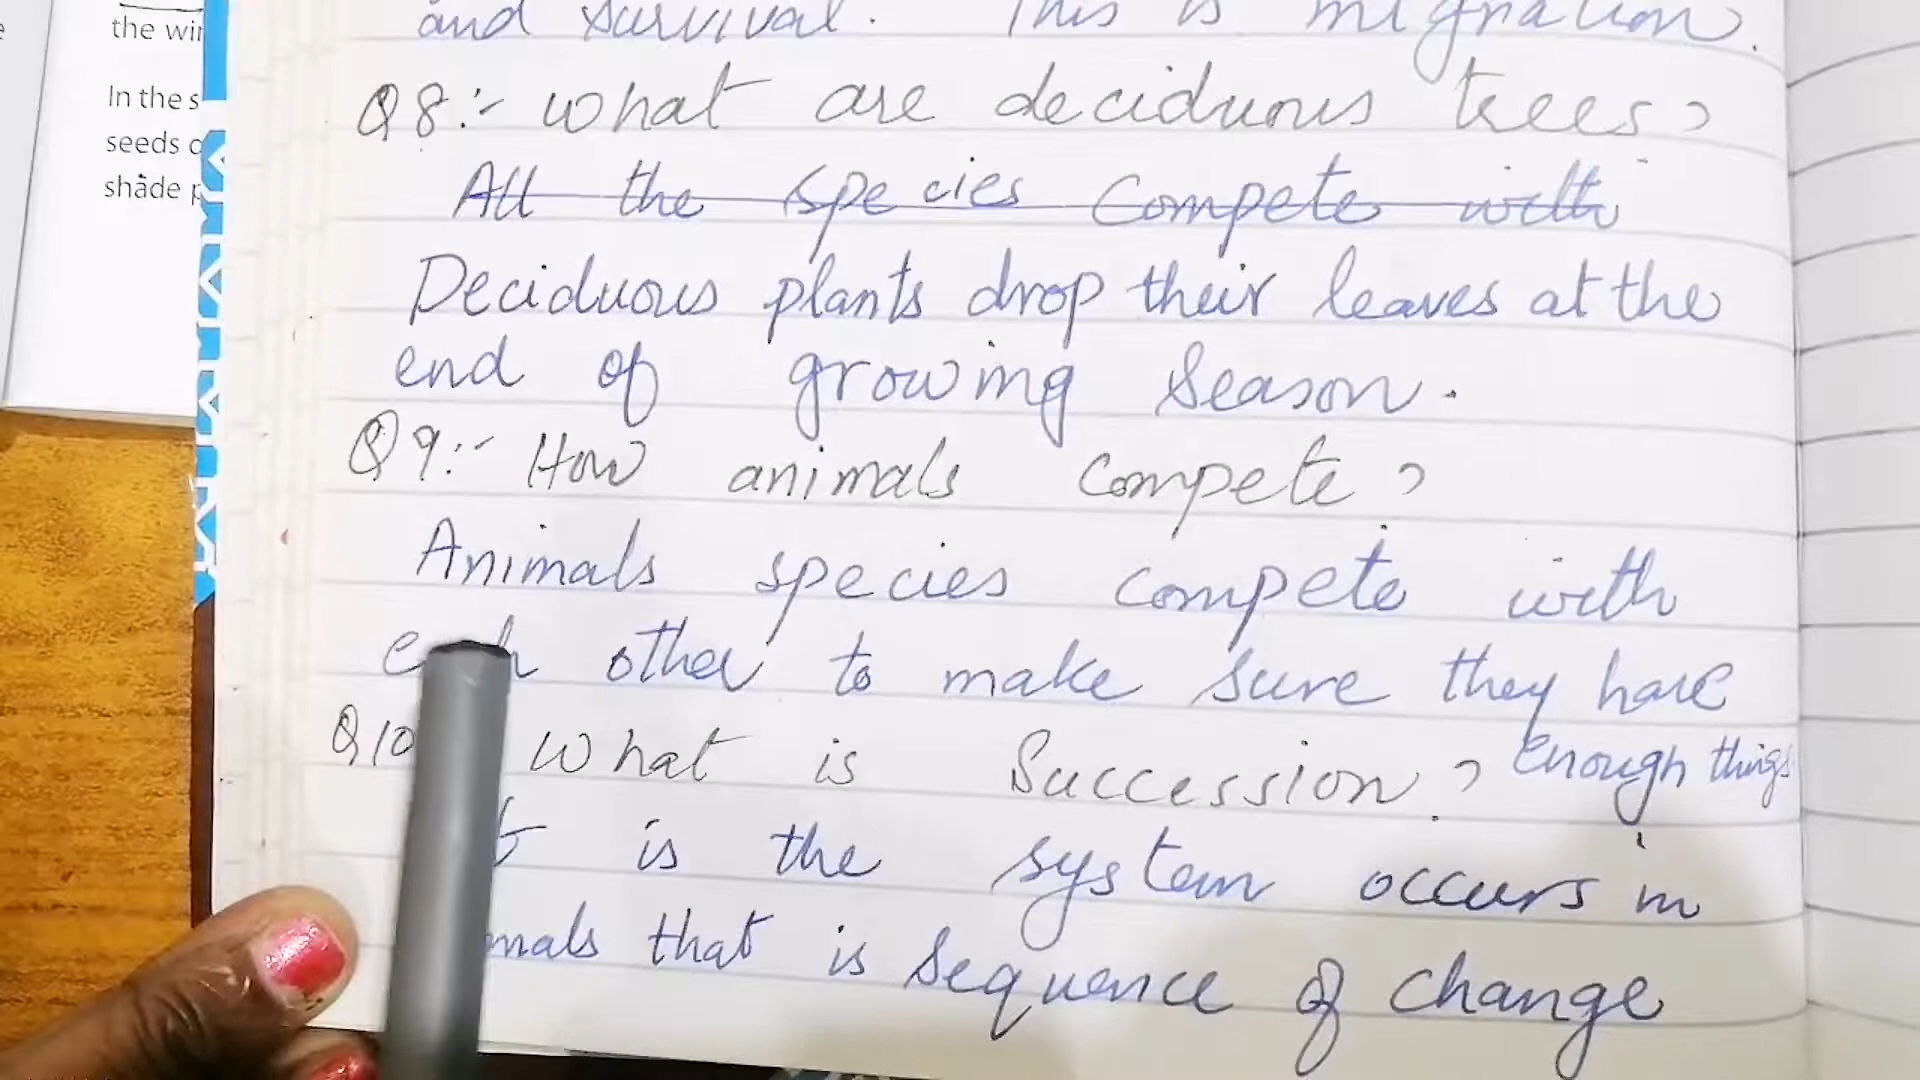 the wi
In the s
seeds o
shade p
and survival. This is migration.
Q8:- What are deciduous trees?
All the species Compete with
Deciduous plants drop their leaves at the
end of growing season.
Q9:- How animals compete?
Animals species compete with
other to make sure they have
enough things
Q10 What is Succession?
is the system occurs in
mals that is sequence of change